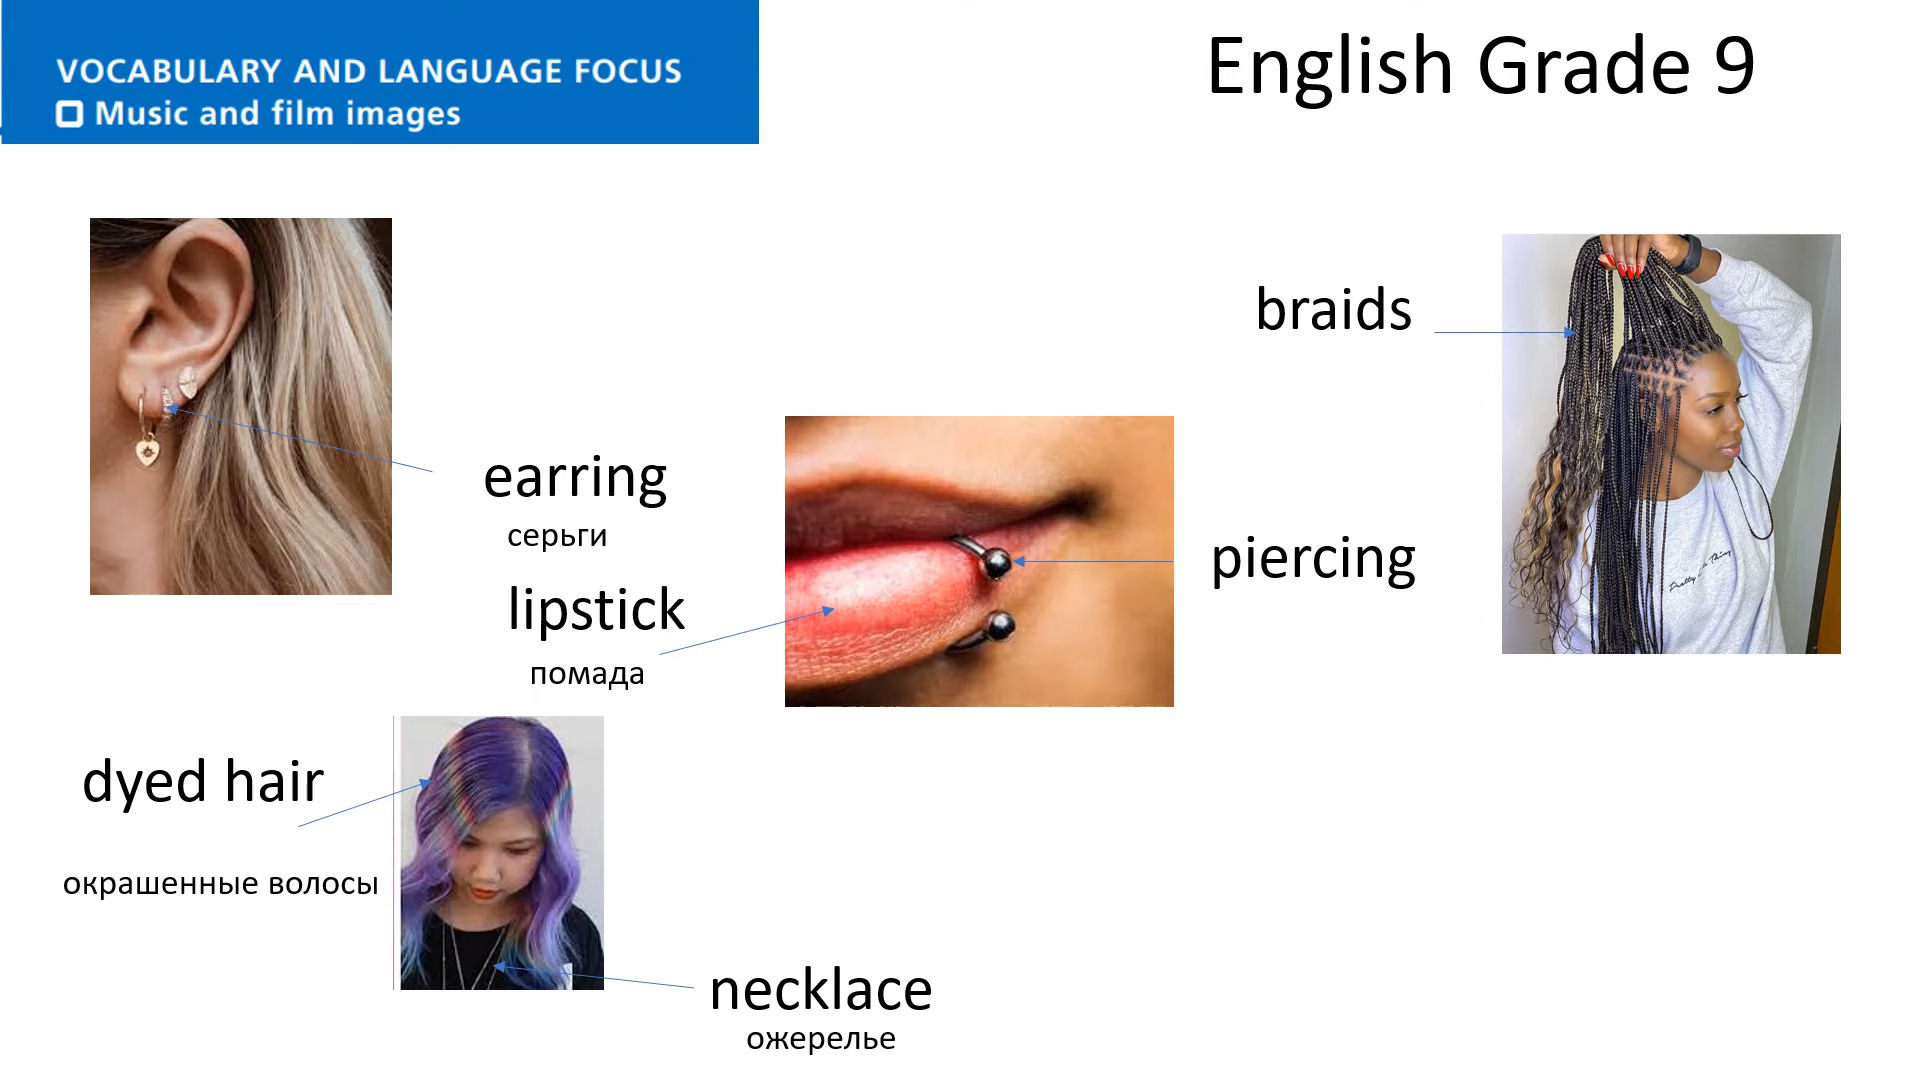 VOCABULARY AND LANGUAGE FOCUS
Music and film images
English Grade 9
braids
earring
серьги
piercing
lipstick
помада
dyed hair
окрашенные волосы
necklace
ожерелье